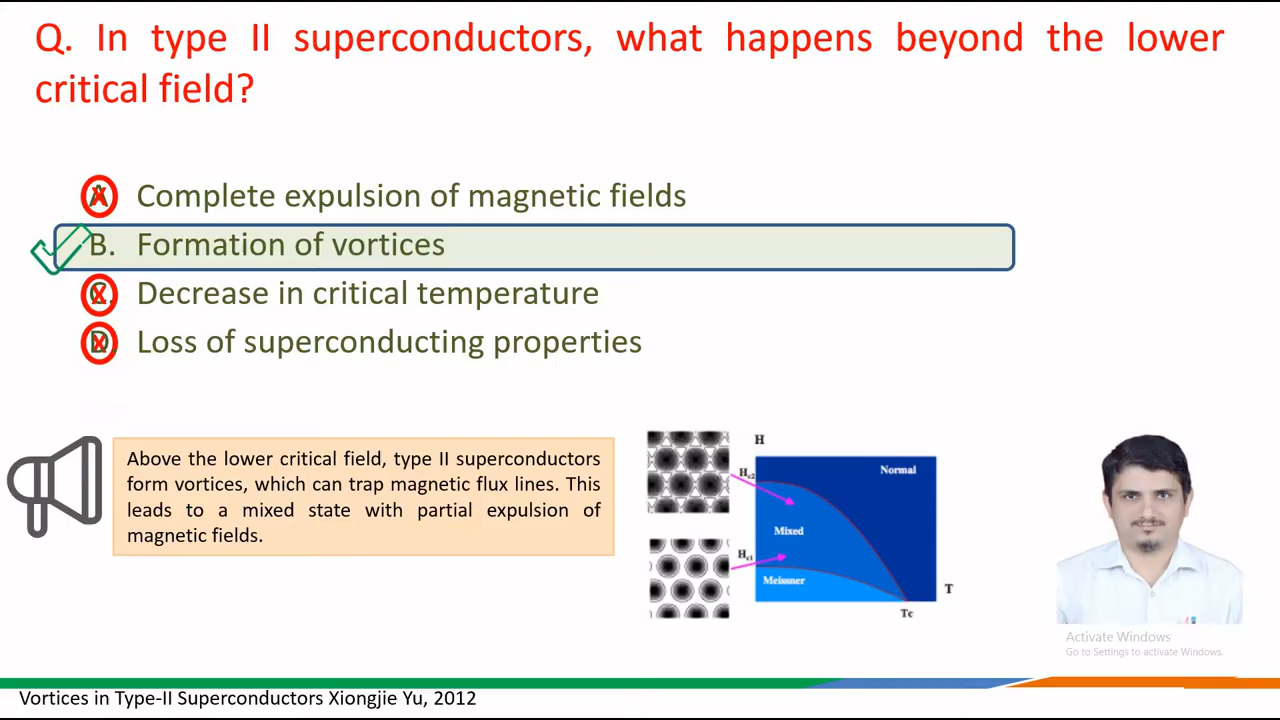 Q. In type II superconductors, what happens beyond the lower
critical field?
A. Complete expulsion of magnetic fields
B. Formation of vortices
C. Decrease in critical temperature
D. Loss of superconducting properties
Above the lower critical field, type II superconductors
form vortices, which can trap magnetic flux lines. This
leads to a mixed state with partial expulsion of
magnetic fields.
H
Hc2
Normal
Mixed
Hc1
Meissner
T
Tc
Activate Windows
Go to Settings to activate Windows.
Vortices in Type-II Superconductors Xiongjie Yu, 2012